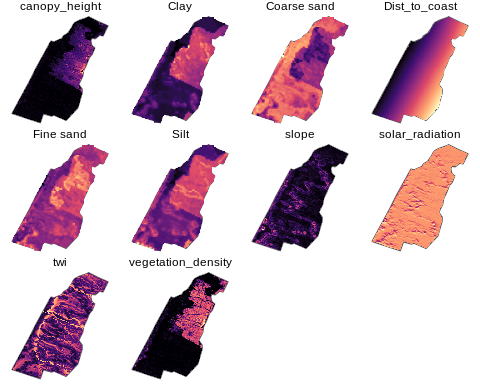 canopy_height
Clay
Coarse sand
Dist_to_coast
Fine sand
Silt
slope
solar_radiation
twi
vegetation_density